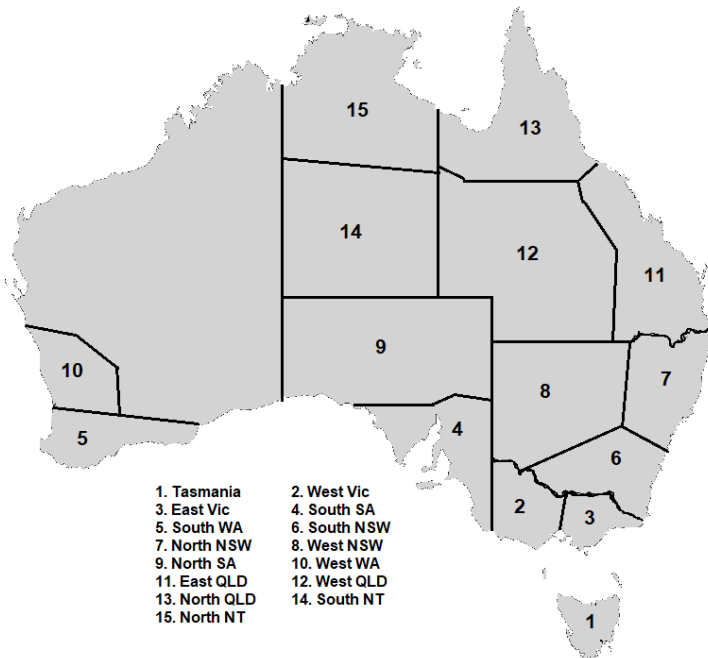 15
13
14
12
11
9
10
7
8
4
5
6
2
3
1. Tasmania 2. West Vic
3. East Vic 4. South SA
5. South WA 6. South NSW
7. North NSW 8. West NSW
9. North SA 10. West WA
11. East QLD 12. West QLD
13. North QLD 14. South NT
15. North NT
1